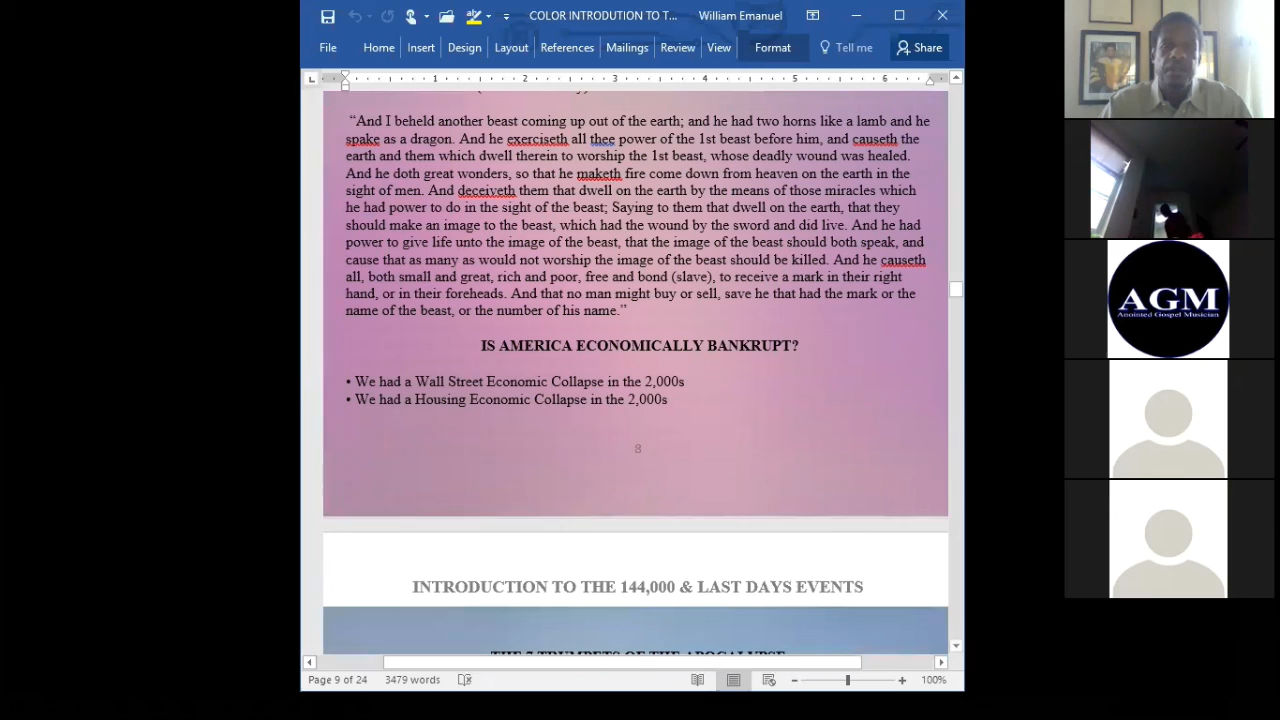 COLOR INTRODUTION TO T...
William Emanuel
File Home Insert Design Layout References Mailings Review View Format Tell me Share
1 2 3 4 5 6
“And I beheld another beast coming up out of the earth; and he had two horns like a lamb and he
spake as a dragon. And he exerciseth all thee power of the 1st beast before him, and causeth the
earth and them which dwell therein to worship the 1st beast, whose deadly wound was healed.
And he doth great wonders, so that he maketh fire come down from heaven on the earth in the
sight of men. And deceiveth them that dwell on the earth by the means of those miracles which
he had power to do in the sight of the beast; Saying to them that dwell on the earth, that they
should make an image to the beast, which had the wound by the sword and did live. And he had
power to give life unto the image of the beast, that the image of the beast should both speak, and
cause that as many as would not worship the image of the beast should be killed. And he causeth
all, both small and great, rich and poor, free and bond (slave), to receive a mark in their right
hand, or in their foreheads. And that no man might buy or sell, save he that had the mark or the
name of the beast, or the number of his name.”
IS AMERICA ECONOMICALLY BANKRUPT?
• We had a Wall Street Economic Collapse in the 2,000s
• We had a Housing Economic Collapse in the 2,000s
8
INTRODUCTION TO THE 144,000 & LAST DAYS EVENTS
THE 7 TRUMPETS OF THE APOCALYPSE
Page 9 of 24 3479 words
100%
AGM
Anointed Gospel Musician